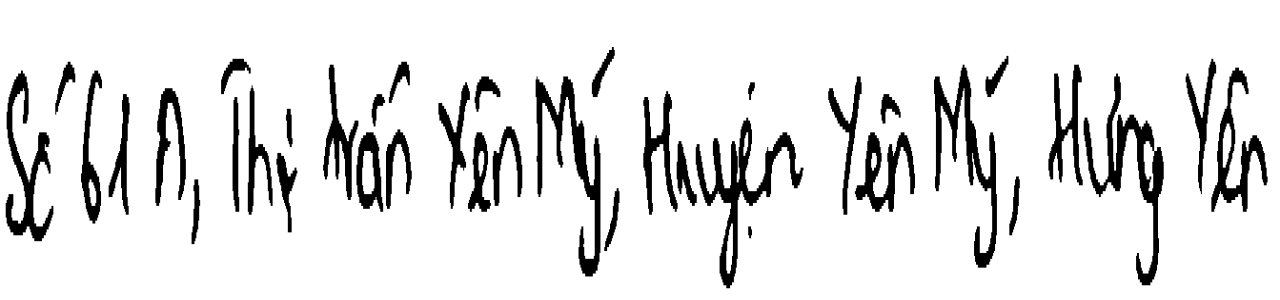 Số 61 A, Thị trấn Yên Mỹ, Huyện Yên Mỹ, Hưng Yên